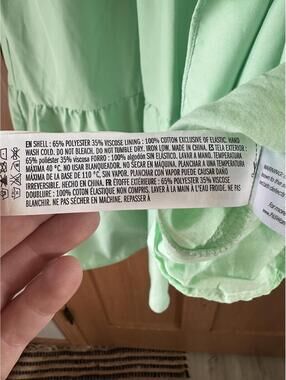 EN SHELL : 65% POLYESTER 35% VISCOSE LINING : 100% COTTON EXCLUSIVE OF ELASTIC, HAND
WASH COLD. DO NOT BLEACH. DO NOT TUMBLE DRY. IRON LOW. MADE IN CHINA. ES TELA EXTERIOR :
65% poliéster 35% viscosa FORRO : 100% algodón SIN ELÁSTICO. LAVAR A MANO. TEMPERATURA
MÁXIMA 40 °C. NO USAR BLANQUEADOR. NO SECAR EN MÁQUINA. PLANCHAR A UNA TEMPERATURA
MÁXIMA DE LA BASE DE 110 °C, SIN VAPOR. PLANCHAR CON VAPOR PUEDE CAUSAR DAÑO
IRREVERSIBLE. HECHO EN CHINA. FR ÉTOFFE EXTÉRIEURE : 65% POLYESTER 35% VISCOSE
DOUBLURE : 100% COTON ÉLASTIQUE NON COMPRIS. LAVER À LA MAIN À L'EAU FROIDE. NE PAS
BLANCHIR. NE PAS SÉCHER EN MACHINE. REPASSER À
WARNING